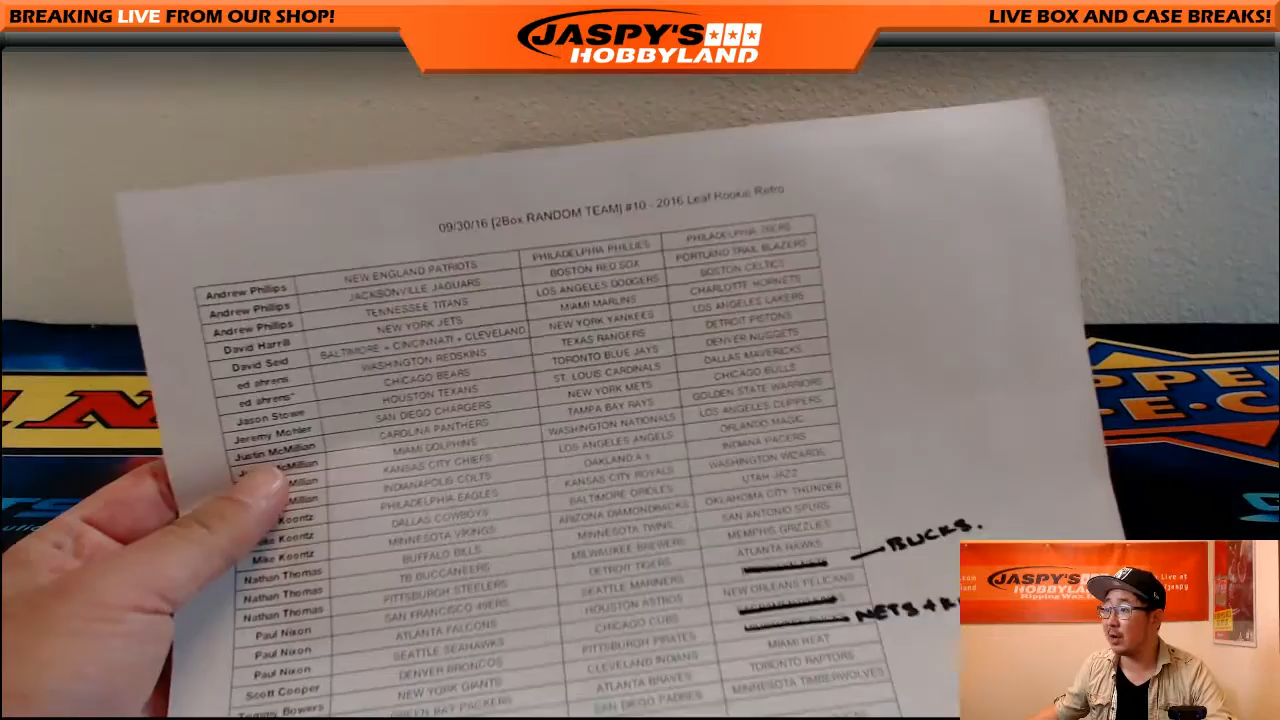 BREAKING LIVE FROM OUR SHOP!
JASPY'S
HOBBYLAND
LIVE BOX AND CASE BREAKS!
09/30/16 [2Box RANDOM TEAM] #10 - 2016 Leaf Rookie Retro
Andrew Phillips NEW ENGLAND PATRIOTS PHILADELPHIA PHILLIES PHILADELPHIA 76ERS
Andrew Phillips JACKSONVILLE JAGUARS BOSTON RED SOX PORTLAND TRAIL BLAZERS
Andrew Phillips TENNESSEE TITANS LOS ANGELES DODGERS BOSTON CELTICS
David Harrill NEW YORK JETS MIAMI MARLINS CHARLOTTE HORNETS
David Seid BALTIMORE + CINCINNATI + CLEVELAND NEW YORK YANKEES LOS ANGELES LAKERS
ed ahrens WASHINGTON REDSKINS TEXAS RANGERS DETROIT PISTONS
ed ahrens* CHICAGO BEARS TORONTO BLUE JAYS DENVER NUGGETS
Jason Stowe HOUSTON TEXANS ST. LOUIS CARDINALS DALLAS MAVERICKS
Jeremy Mohler SAN DIEGO CHARGERS NEW YORK METS CHICAGO BULLS
Justin McMillian CAROLINA PANTHERS TAMPA BAY RAYS GOLDEN STATE WARRIORS
McMillian MIAMI DOLPHINS WASHINGTON NATIONALS LOS ANGELES CLIPPERS
KANSAS CITY CHIEFS LOS ANGELES ANGELS ORLANDO MAGIC
INDIANAPOLIS COLTS OAKLAND A's INDIANA PACERS
Koontz PHILADELPHIA EAGLES KANSAS CITY ROYALS WASHINGTON WIZARDS
Koontz DALLAS COWBOYS BALTIMORE ORIOLES UTAH JAZZ
Mike Koontz MINNESOTA VIKINGS ARIZONA DIAMONDBACKS OKLAHOMA CITY THUNDER
Nathan Thomas BUFFALO BILLS MINNESOTA TWINS SAN ANTONIO SPURS
Nathan Thomas TB BUCCANEERS MILWAUKEE BREWERS MEMPHIS GRIZZLIES
Nathan Thomas PITTSBURGH STEELERS DETROIT TIGERS ATLANTA HAWKS
Paul Nixon SAN FRANCISCO 49ERS SEATTLE MARINERS
BUCKS.
Paul Nixon ATLANTA FALCONS HOUSTON ASTROS NEW ORLEANS PELICANS
Paul Nixon SEATTLE SEAHAWKS CHICAGO CUBS
Scott Cooper DENVER BRONCOS PITTSBURGH PIRATES
NETS +
Tommy Bowers NEW YORK GIANTS CLEVELAND INDIANS MIAMI HEAT
GREEN BAY PACKERS ATLANTA BRAVES TORONTO RAPTORS
SAN DIEGO PADRES MINNESOTA TIMBERWOLVES
JASPY'S
HOBBYLAND